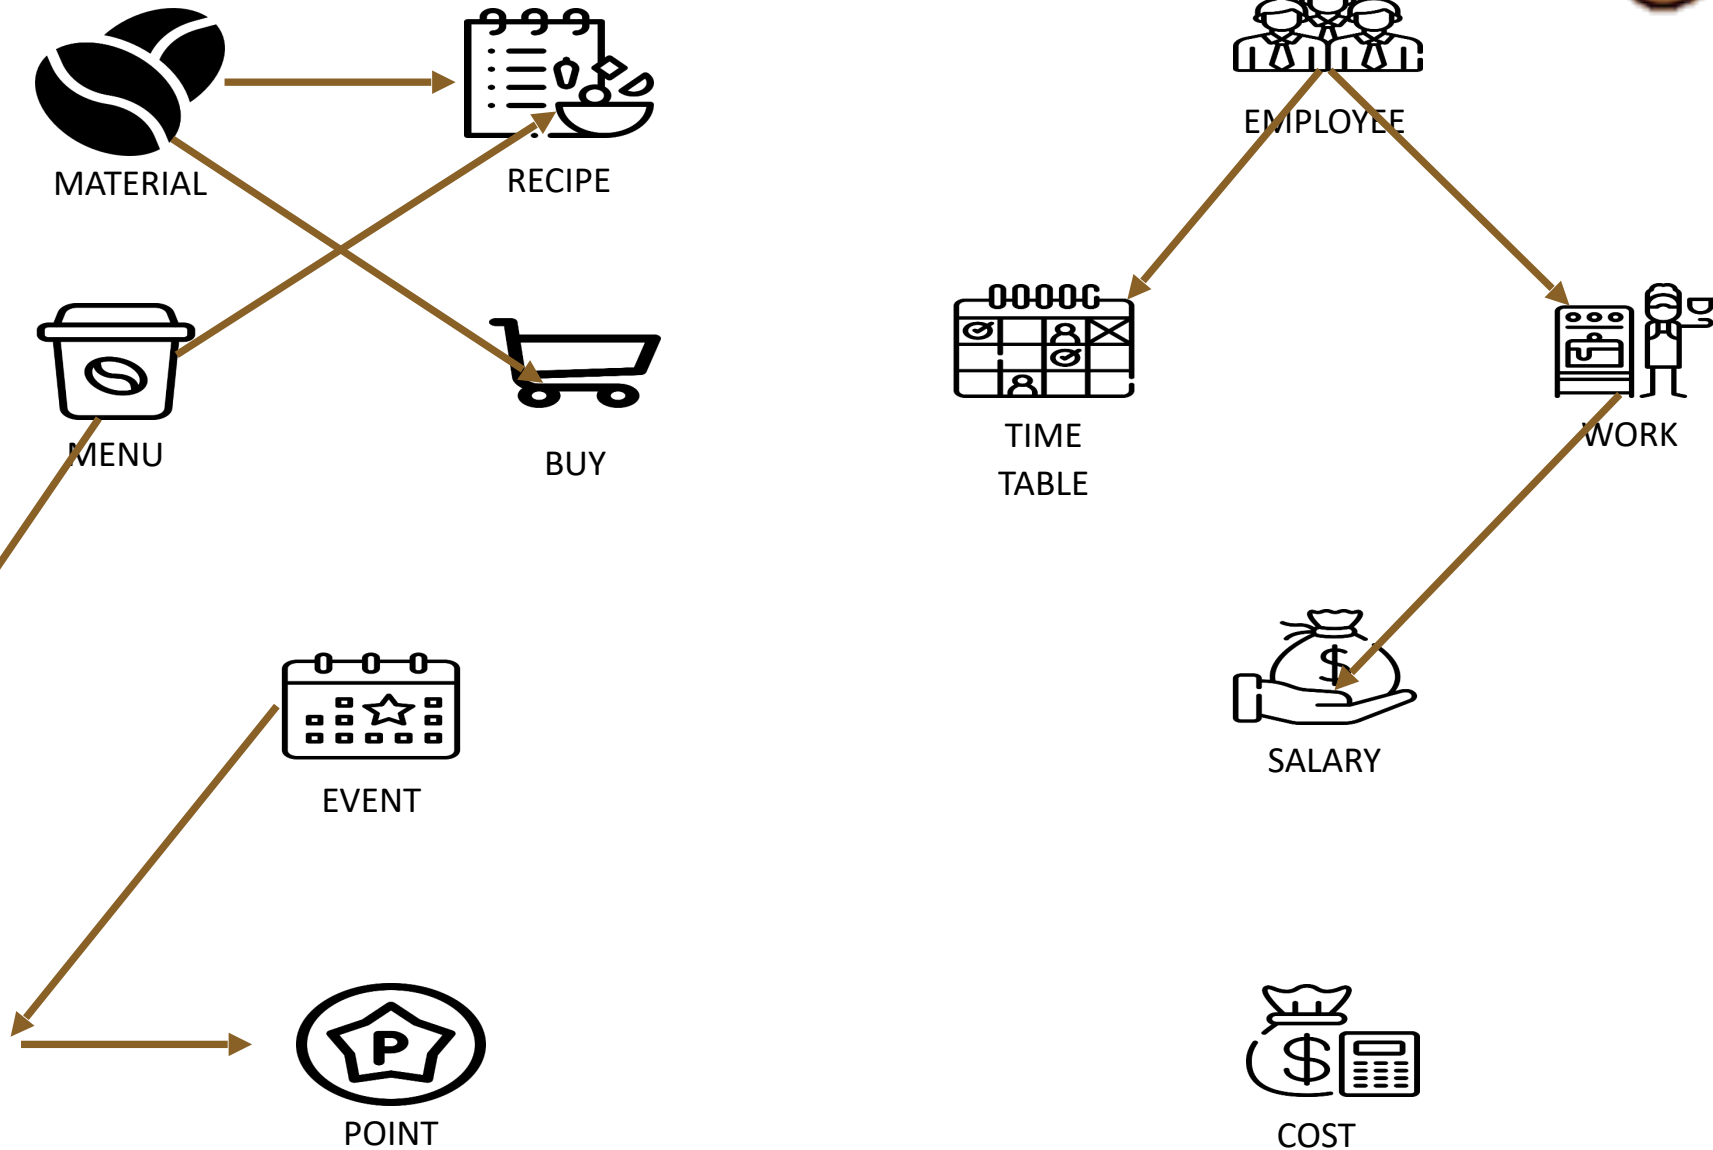 MATERIAL
RECIPE
EMPLOYEE
MENU
BUY
TIME
TABLE
WORK
$
SALARY
EVENT
P
POINT
$
COST